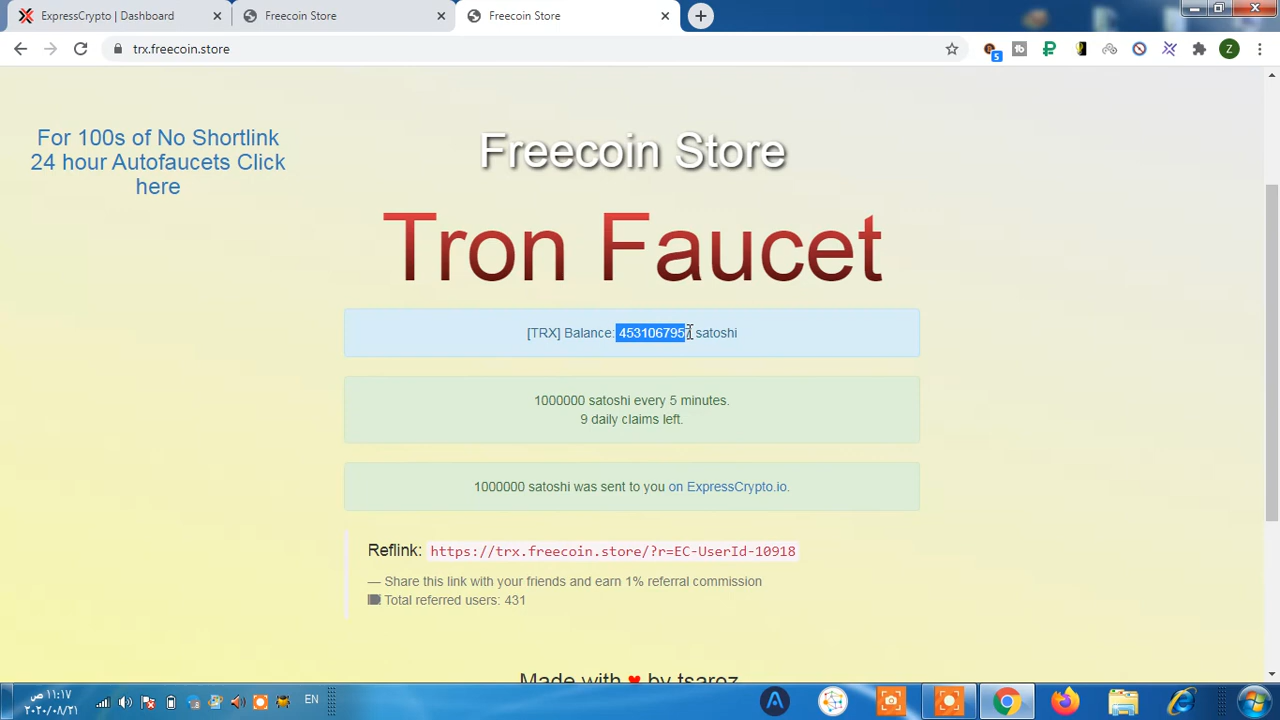 ExpressCrypto | Dashboard
Freecoin Store
Freecoin Store
trx.freecoin.store
5
Z
For 100s of No Shortlink
24 hour Autofaucets Click
here
Freecoin Store
Tron Faucet
[TRX] Balance: 4531067957 satoshi
1000000 satoshi every 5 minutes.
9 daily claims left.
1000000 satoshi was sent to you on ExpressCrypto.io.
Reflink: https://trx.freecoin.store/?r=EC-UserId-10918
— Share this link with your friends and earn 1% referral commission
Total referred users: 431
Made with ♥ by tsaroz
١١:١٧ ص
٢٠٢٠/٠٨/٢١
EN